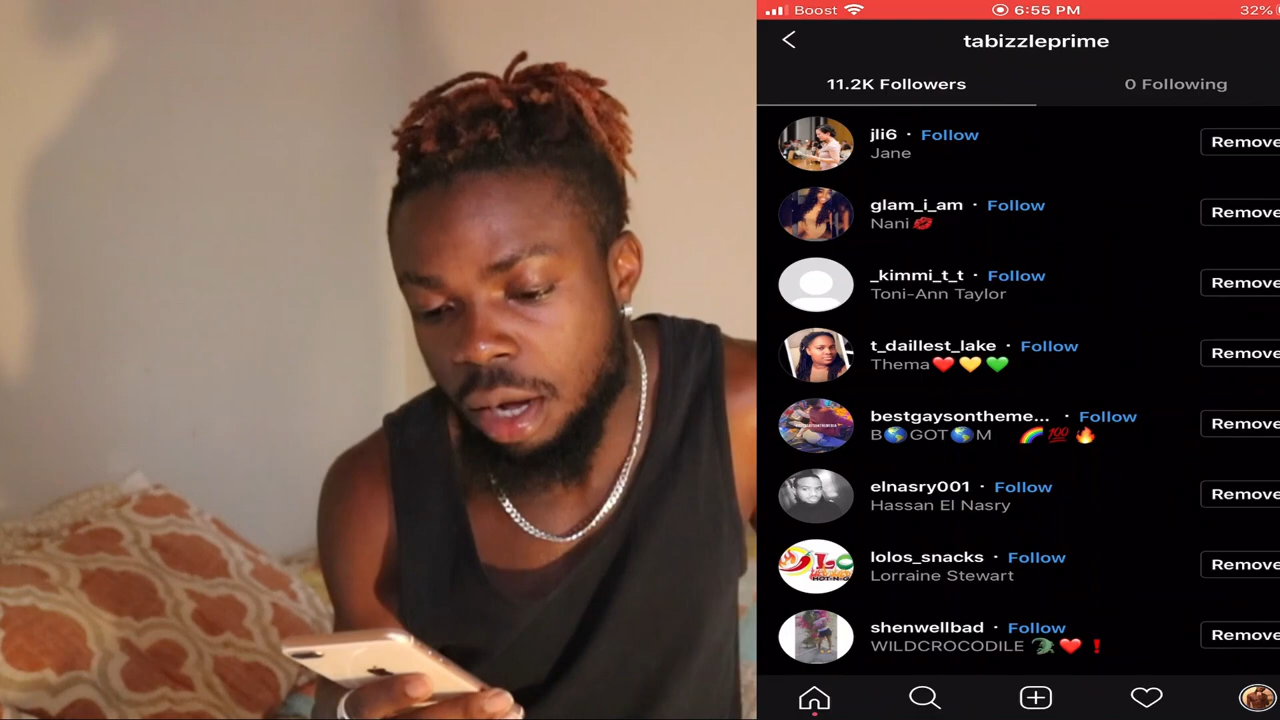 Boost 6:55 PM 32%
tabizzleprime
11.2K Followers 0 Following
jli6 · Follow
Jane
Remove
glam_i_am · Follow
Nani💋
Remove
_kimmi_t_t · Follow
Toni-Ann Taylor
Remove
t_daillest_lake · Follow
Thema❤️💛💚
Remove
bestgaysontheme... · Follow
B🌎GOT🌎M 🌈💯🔥
Remove
elnasry001 · Follow
Hassan El Nasry
Remove
lolos_snacks · Follow
Lorraine Stewart
Remove
shenwellbad · Follow
WILDCROCODILE 🐊❤️❗
Remove